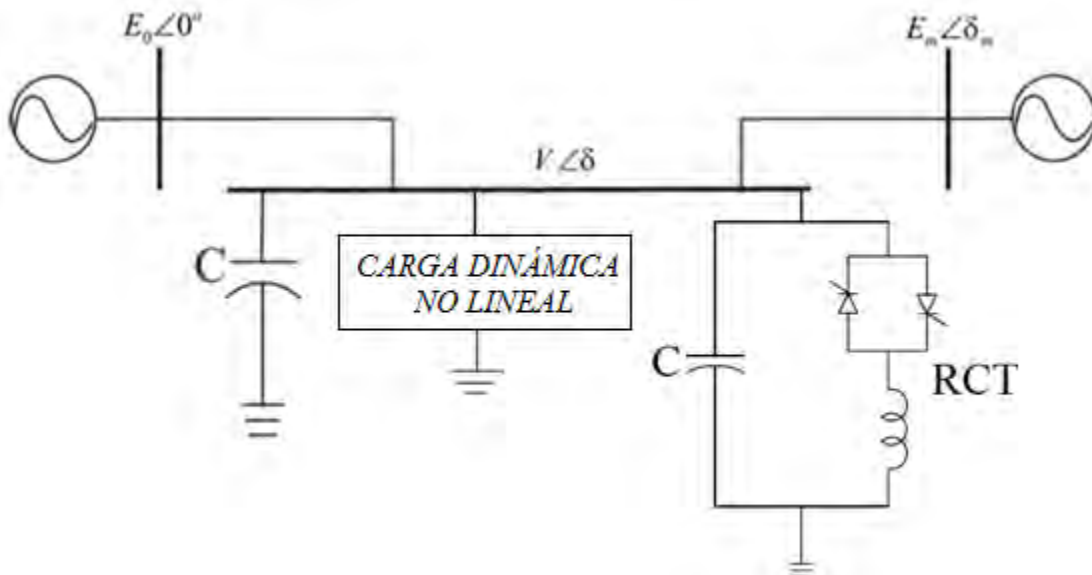 E₀∠0°
Eₘ∠δₘ
V∠δ
C
CARGA DINÁMICA
NO LINEAL
C
RCT